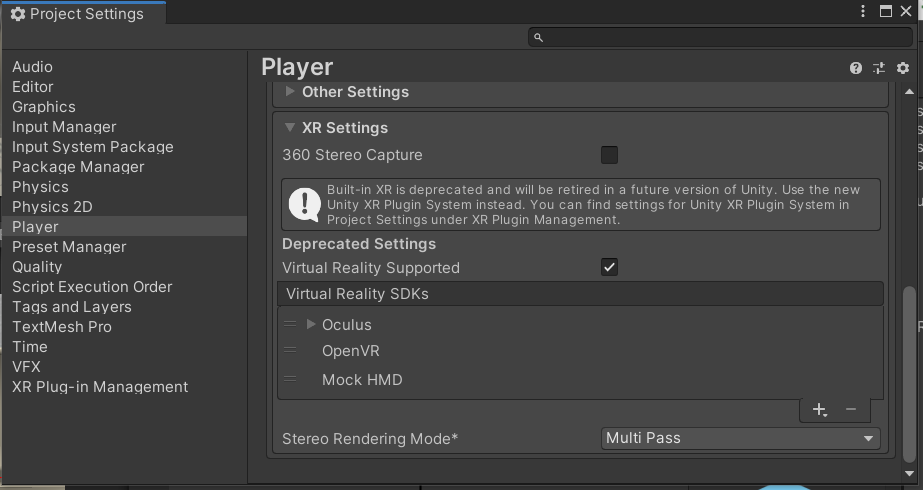 Project Settings
Audio
Editor
Graphics
Input Manager
Input System Package
Package Manager
Physics
Physics 2D
Player
Preset Manager
Quality
Script Execution Order
Tags and Layers
TextMesh Pro
Time
VFX
XR Plug-in Management
Player
Other Settings
XR Settings
360 Stereo Capture
Built-in XR is deprecated and will be retired in a future version of Unity. Use the new
Unity XR Plugin System instead. You can find settings for Unity XR Plugin System in
Project Settings under XR Plugin Management.
Deprecated Settings
Virtual Reality Supported
Virtual Reality SDKs
Oculus
OpenVR
Mock HMD
Stereo Rendering Mode*
Multi Pass